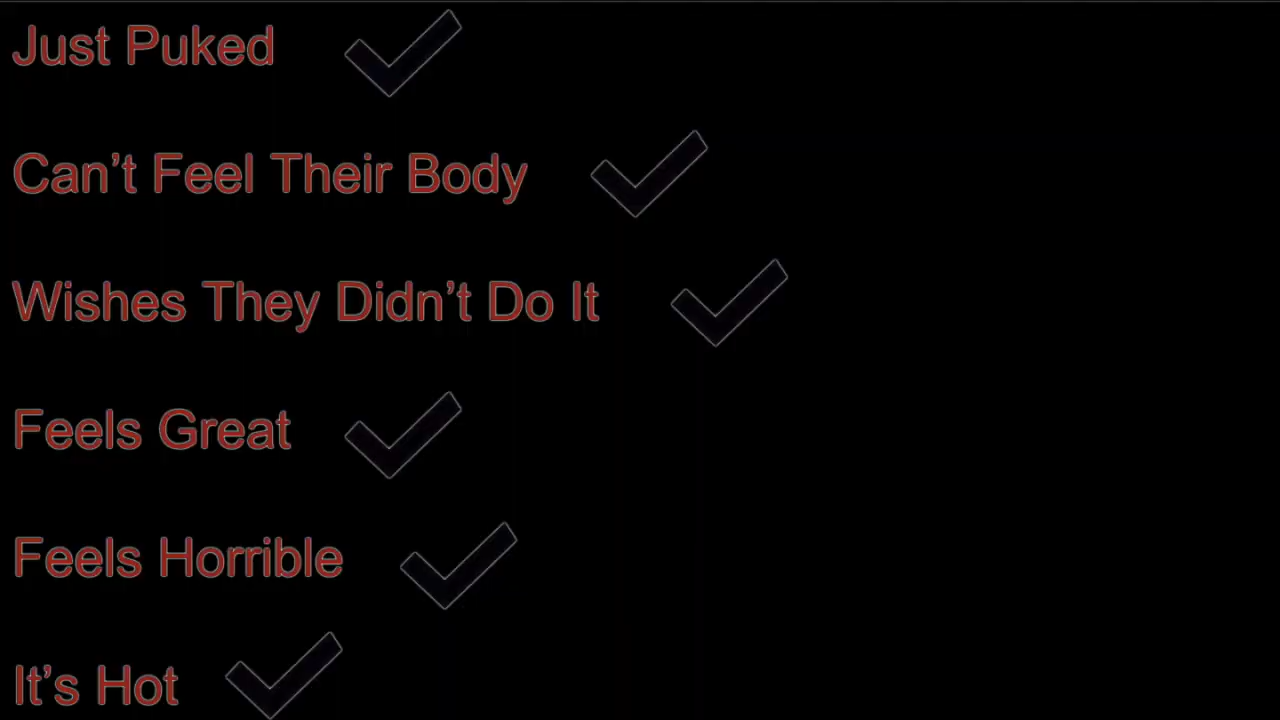 Just Puked
Can’t Feel Their Body
Wishes They Didn’t Do It
Feels Great
Feels Horrible
It’s Hot